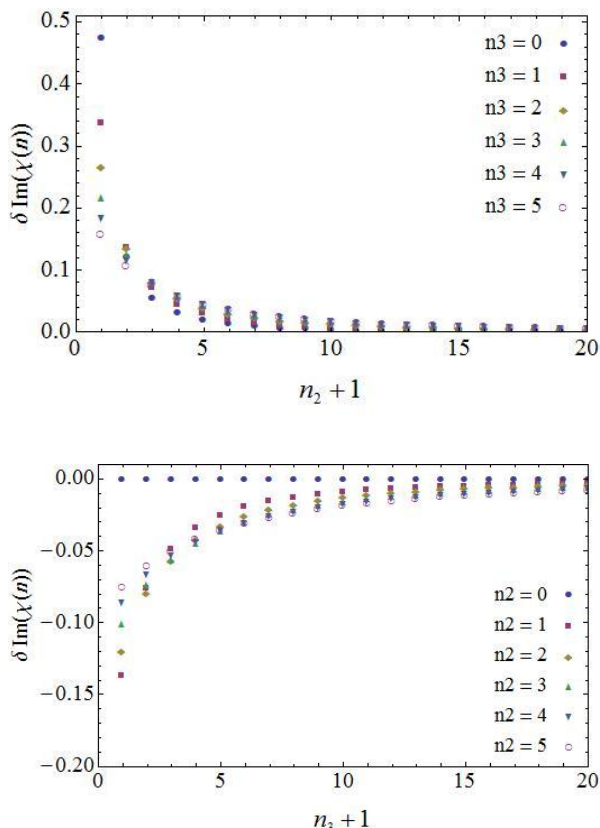 0.5
0.4
0.3
0.2
0.1
0.0
δ Im(χ(n))
n3 = 0
n3 = 1
n3 = 2
n3 = 3
n3 = 4
n3 = 5
0 5 10 15 20
n₂ + 1
0.00
−0.05
−0.10
−0.15
−0.20
δ Im(χ(n))
n2 = 0
n2 = 1
n2 = 2
n2 = 3
n2 = 4
n2 = 5
0 5 10 15 20
n₃ + 1